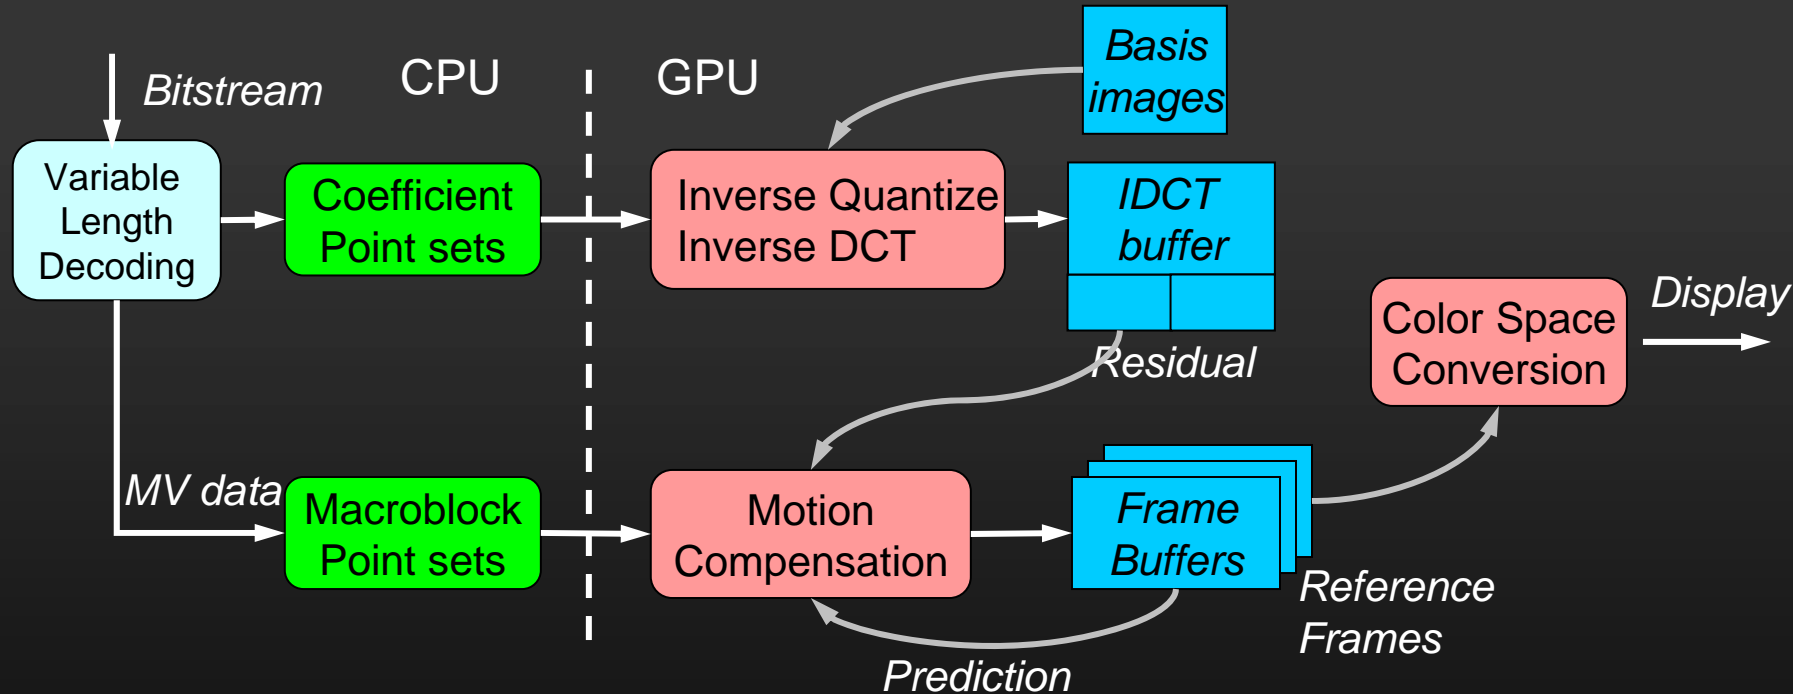 Bitstream
CPU
GPU
Basis
images
Variable
Length
Decoding
Coefficient
Point sets
Inverse Quantize
Inverse DCT
IDCT
buffer
Residual
Color Space
Conversion
Display
MV data
Macroblock
Point sets
Motion
Compensation
Frame
Buffers
Reference
Frames
Prediction